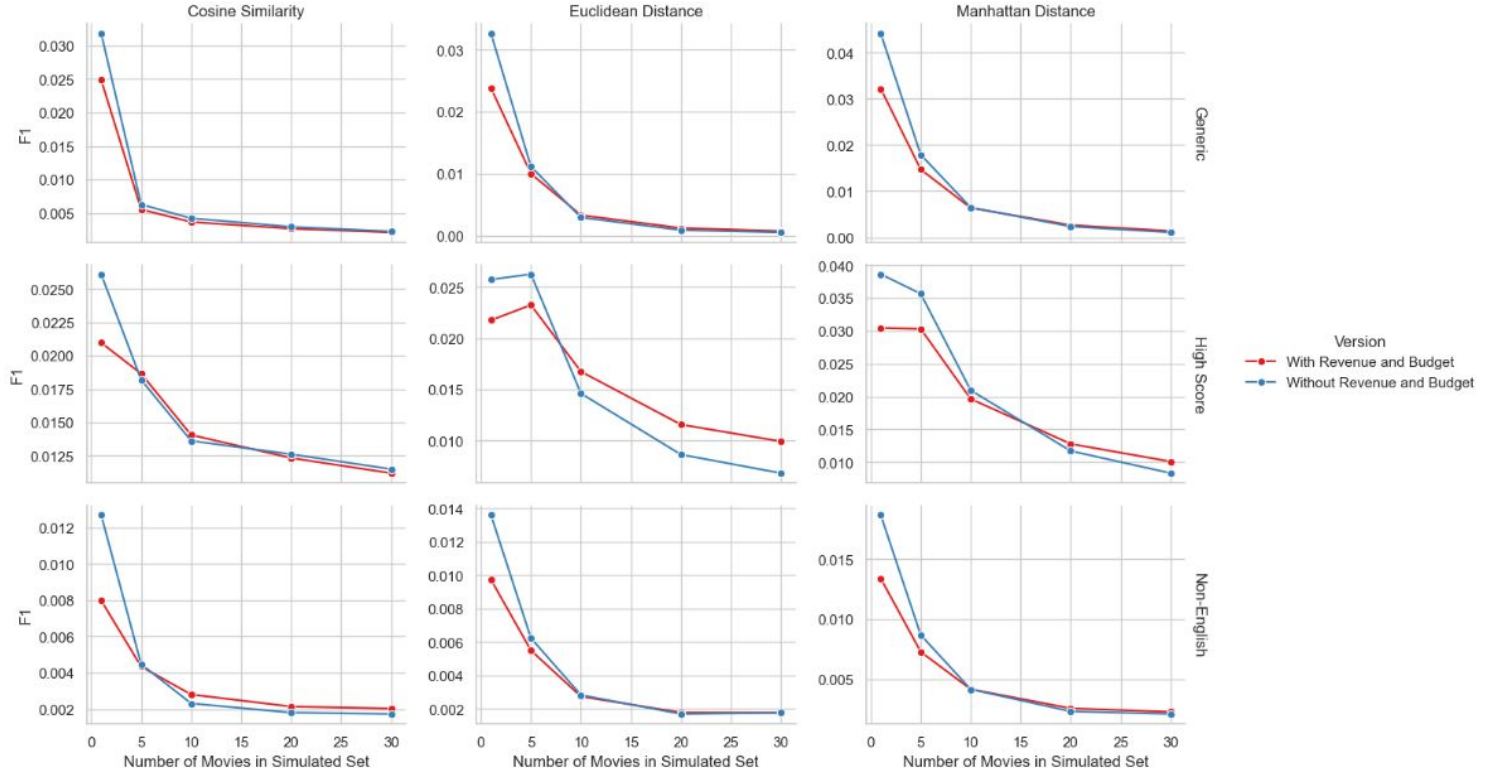 Cosine Similarity
Euclidean Distance
Manhattan Distance
0.030
0.025
0.020
0.015
0.010
0.005
F1
0.03
0.02
0.01
0.00
0.04
0.03
0.02
0.01
0.00
Generic
0.0250
0.0225
0.0200
0.0175
0.0150
0.0125
F1
0.025
0.020
0.015
0.010
0.040
0.035
0.030
0.025
0.020
0.015
0.010
High Score
Version
With Revenue and Budget
Without Revenue and Budget
0.012
0.010
0.008
0.006
0.004
0.002
F1
0.014
0.012
0.010
0.008
0.006
0.004
0.002
0.015
0.010
0.005
Non-English
0 5 10 15 20 25 30
Number of Movies in Simulated Set
0 5 10 15 20 25 30
Number of Movies in Simulated Set
0 5 10 15 20 25 30
Number of Movies in Simulated Set